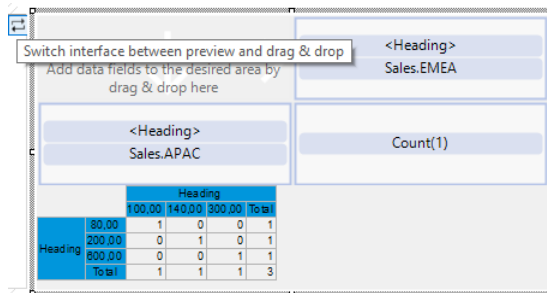 Switch interface between preview and drag & drop
Add data fields to the desired area by
drag & drop here
<Heading>
Sales.EMEA
<Heading>
Sales.APAC
Count(1)
Heading
100,00 140,00 300,00 Total
80,00 1 0 0 1
200,00 0 1 0 1
Heading
600,00 0 0 1 1
Total 1 1 1 3